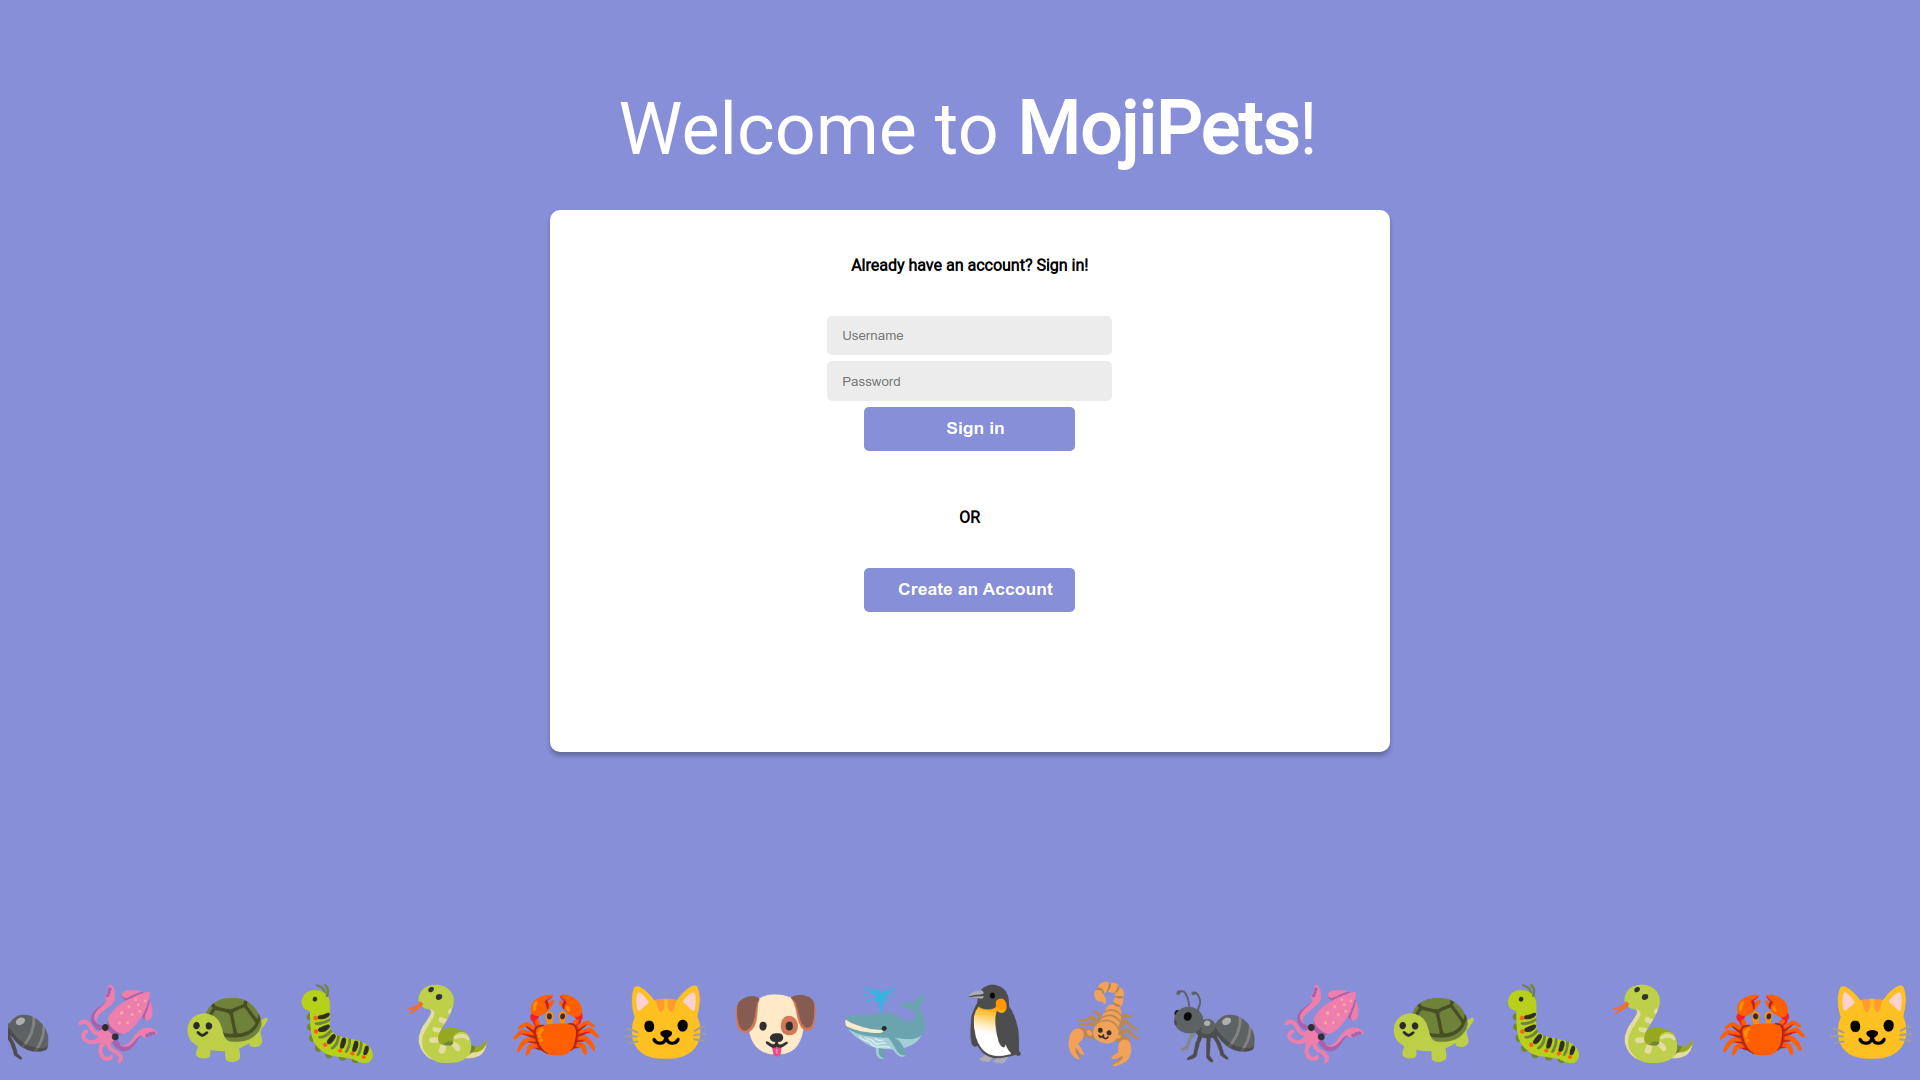 Welcome to MojiPets!
Already have an account? Sign in!
Username
Password
Sign in
OR
Create an Account